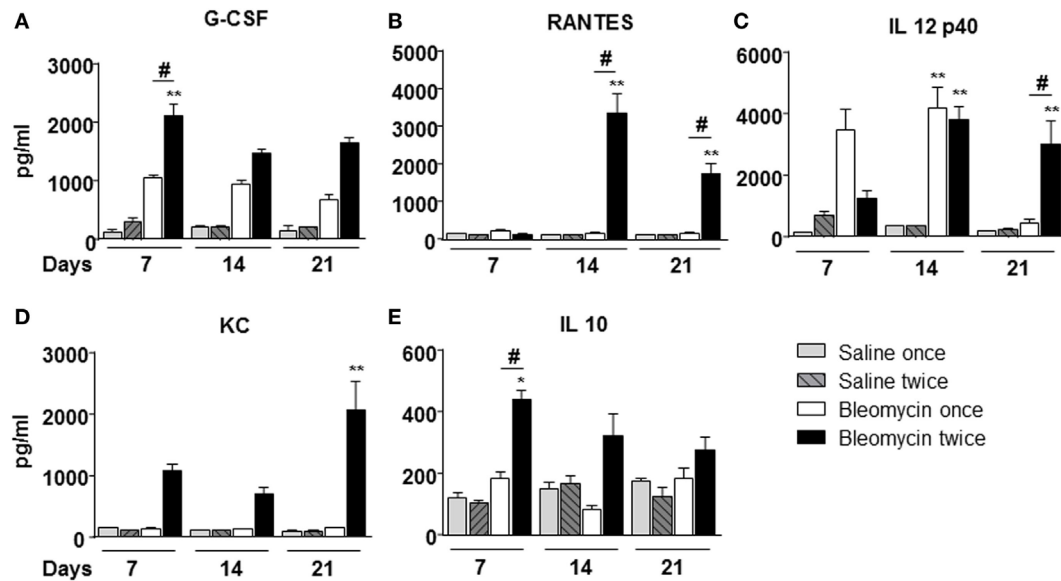 A
G-CSF
pg/ml
3000
2000
1000
0
#
**
Days
7
14
21
B
RANTES
5000
4000
3000
2000
1000
0
#
**
#
**
7
14
21
C
IL 12 p40
6000
4000
2000
0
**
**
#
**
7
14
21
D
KC
pg/ml
3000
2000
1000
0
**
Days
7
14
21
E
IL 10
600
400
200
0
#
*
7
14
21
Saline once
Saline twice
Bleomycin once
Bleomycin twice